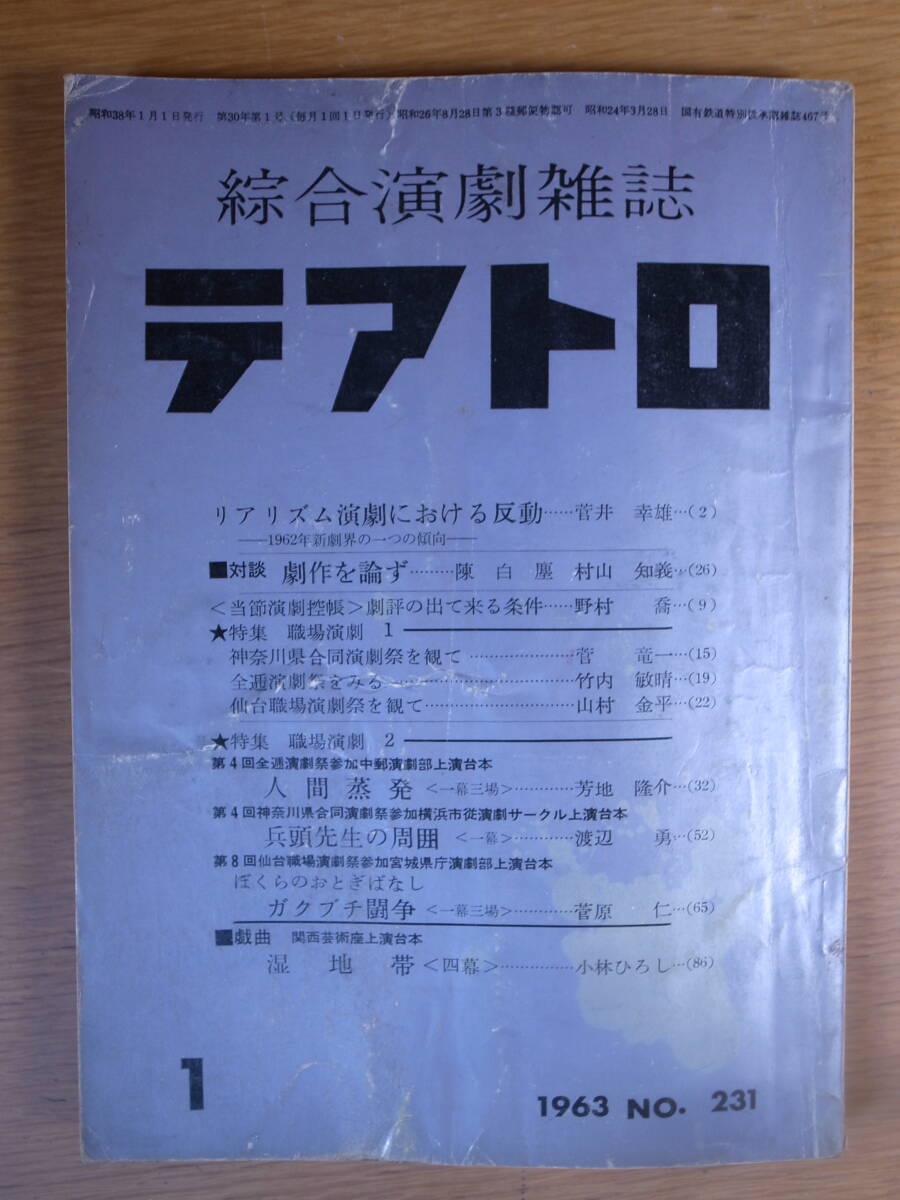 昭和38年1月1日発行 第30年第1号(毎月1回1日発行)昭和26年8月28日第3種郵便物認可 昭和24年3月28日 国有鉄道特別扱承認雑誌467号
綜合演劇雑誌
テアトロ
リアリズム演劇における反動……菅井 幸雄…(2)
——1962年新劇界の一つの傾向——
■対談 劇作を論ず………陳 白塵 村山 知義…(26)
<当節演劇控帳>劇評の出て来る条件……野村 喬…(9)
★特集 職場演劇 1
神奈川県合同演劇祭を観て…………………菅 竜一…(15)
全逓演劇祭をみる…………………………竹内 敏晴…(19)
仙台職場演劇祭を観て……………………山村 金平…(22)
★特集 職場演劇 2
第4回全逓演劇祭参加中郵演劇部上演台本
人間蒸発<一幕三場>…………芳地 隆介…(32)
第4回神奈川県合同演劇祭参加横浜市従演劇サークル上演台本
兵頭先生の周囲 <一幕>…………渡辺 勇…(52)
第8回仙台職場演劇祭参加宮城県庁演劇部上演台本
ぼくらのおとぎばなし
ガクブチ闘争 <一幕三場>…………菅原 仁…(65)
■戯曲 関西芸術座上演台本
湿地帯<四幕>…………小林ひろし…(86)
1
1963 NO. 231